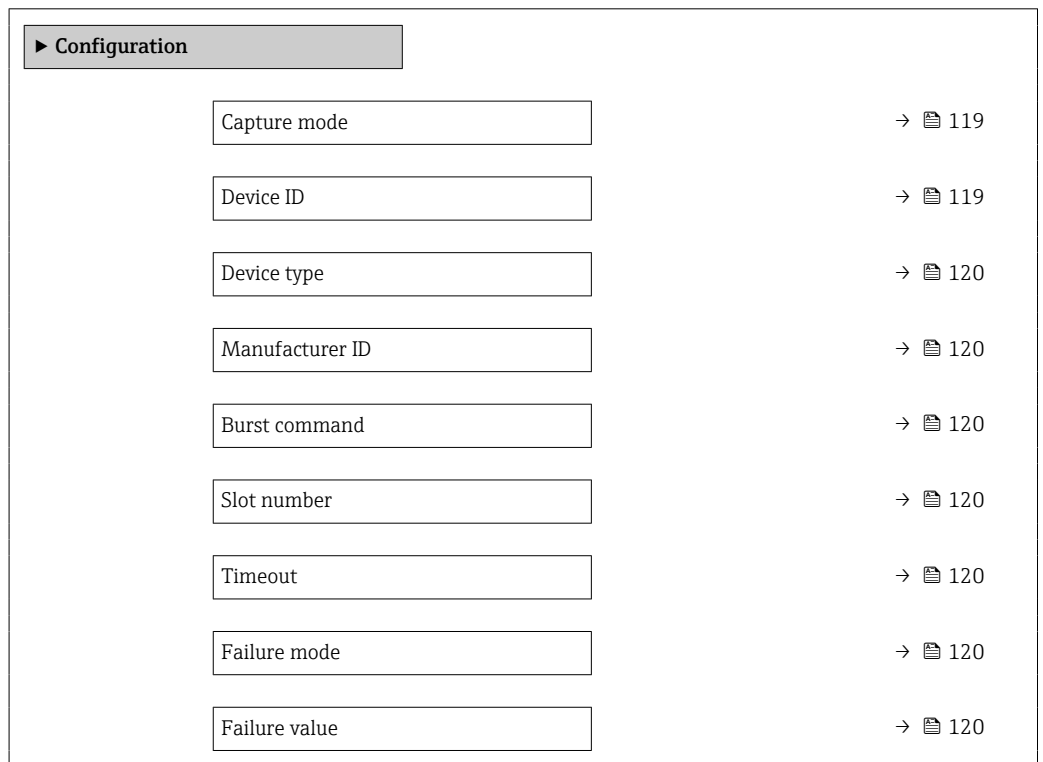 ▶ Configuration
Capture mode → 119
Device ID → 119
Device type → 120
Manufacturer ID → 120
Burst command → 120
Slot number → 120
Timeout → 120
Failure mode → 120
Failure value → 120